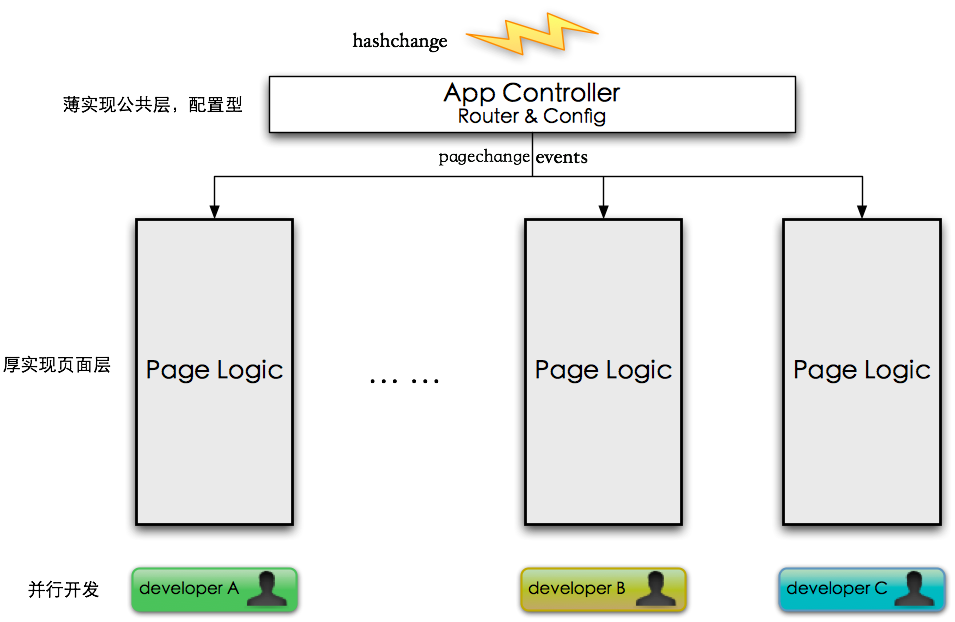 hashchange
薄实现公共层，配置型
App Controller
Router & Config
pagechange events
厚实现页面层
Page Logic
... ...
Page Logic
Page Logic
并行开发
developer A
developer B
developer C